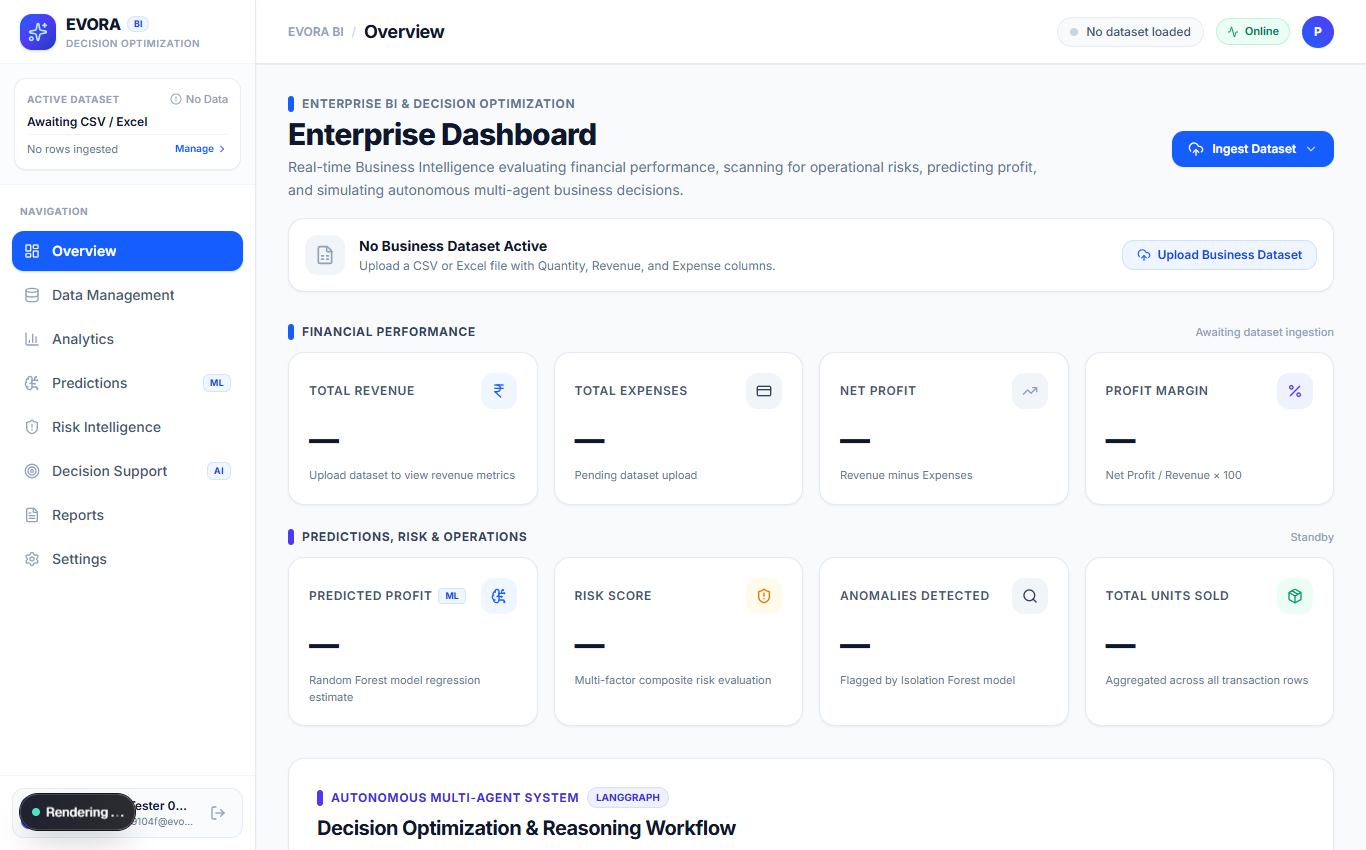 EVORA BI
DECISION OPTIMIZATION
EVORA BI / Overview
No dataset loaded
Online
P
ACTIVE DATASET
No Data
Awaiting CSV / Excel
No rows ingested
Manage
NAVIGATION
Overview
Data Management
Analytics
Predictions ML
Risk Intelligence
Decision Support AI
Reports
Settings
Rendering ...
ester 0...
9104f@evo...
ENTERPRISE BI & DECISION OPTIMIZATION
Enterprise Dashboard
Real-time Business Intelligence evaluating financial performance, scanning for operational risks, predicting profit,
and simulating autonomous multi-agent business decisions.
Ingest Dataset
No Business Dataset Active
Upload a CSV or Excel file with Quantity, Revenue, and Expense columns.
Upload Business Dataset
FINANCIAL PERFORMANCE
Awaiting dataset ingestion
TOTAL REVENUE
₹
—
Upload dataset to view revenue metrics
TOTAL EXPENSES
—
Pending dataset upload
NET PROFIT
—
Revenue minus Expenses
PROFIT MARGIN
%
—
Net Profit / Revenue × 100
PREDICTIONS, RISK & OPERATIONS
Standby
PREDICTED PROFIT ML
—
Random Forest model regression
estimate
RISK SCORE
—
Multi-factor composite risk evaluation
ANOMALIES DETECTED
—
Flagged by Isolation Forest model
TOTAL UNITS SOLD
—
Aggregated across all transaction rows
AUTONOMOUS MULTI-AGENT SYSTEM LANGGRAPH
Decision Optimization & Reasoning Workflow